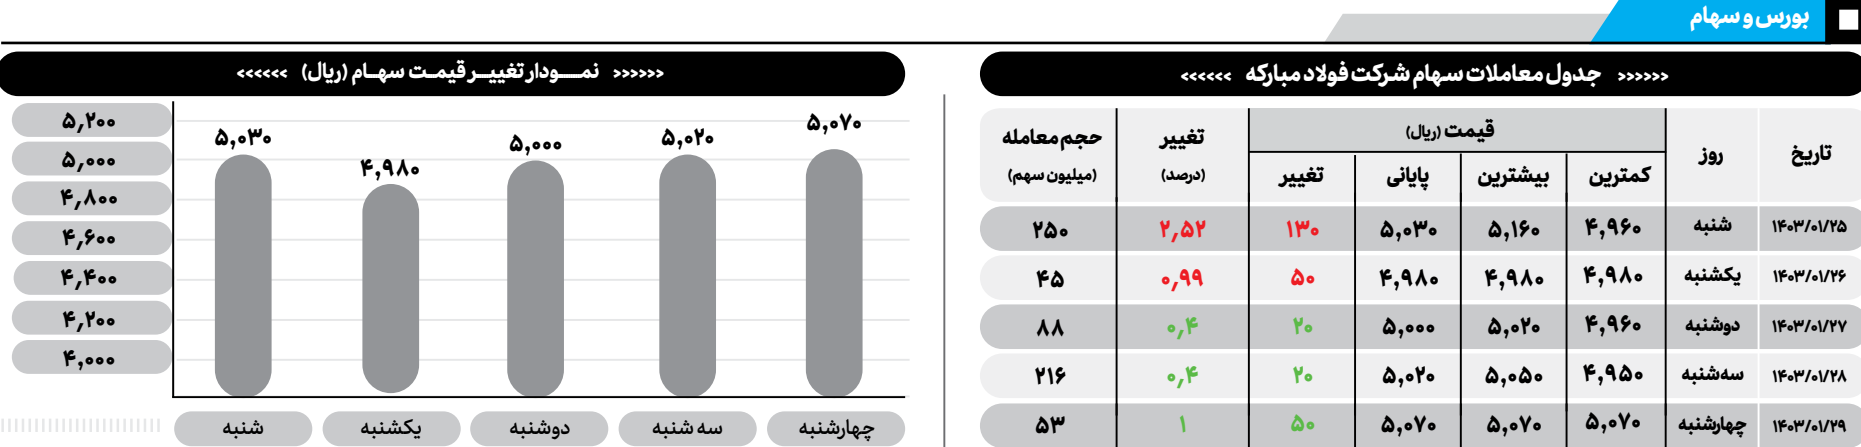 بورس و سهام
<<<<<< جدول معاملات سهام شرکت فولاد مبارکه >>>>>>
تاریخ روز قیمت (ریال) تغییر (درصد) حجم معامله (میلیون سهم)
کمترین بیشترین پایانی تغییر
۱۴۰۳/۰۱/۲۵ شنبه ۴,۹۶۰ ۵,۱۶۰ ۵,۰۳۰ ۱۳۰ ۲٫۵۲ ۲۵۰
۱۴۰۳/۰۱/۲۶ یکشنبه ۴,۹۸۰ ۴,۹۸۰ ۴,۹۸۰ ۵۰ ۰٫۹۹ ۴۵
۱۴۰۳/۰۱/۲۷ دوشنبه ۴,۹۶۰ ۵,۰۲۰ ۵,۰۰۰ ۲۰ ۰٫۴ ۸۸
۱۴۰۳/۰۱/۲۸ سه‌شنبه ۴,۹۵۰ ۵,۰۵۰ ۵,۰۲۰ ۲۰ ۰٫۴ ۲۱۶
۱۴۰۳/۰۱/۲۹ چهارشنبه ۵,۰۷۰ ۵,۰۷۰ ۵,۰۷۰ ۵۰ ۱ ۵۳
<<<<<< نمـــودار تغییـــر قیمـت سهـام (ریال) >>>>>>
۵٫۲۰۰
۵٫۰۰۰
۴٫۸۰۰
۴٫۶۰۰
۴٫۴۰۰
۴٫۲۰۰
۴,۰۰۰
۵,۰۳۰ ۴,۹۸۰ ۵,۰۰۰ ۵,۰۲۰ ۵,۰۷۰
شنبه یکشنبه دوشنبه سه شنبه چهارشنبه